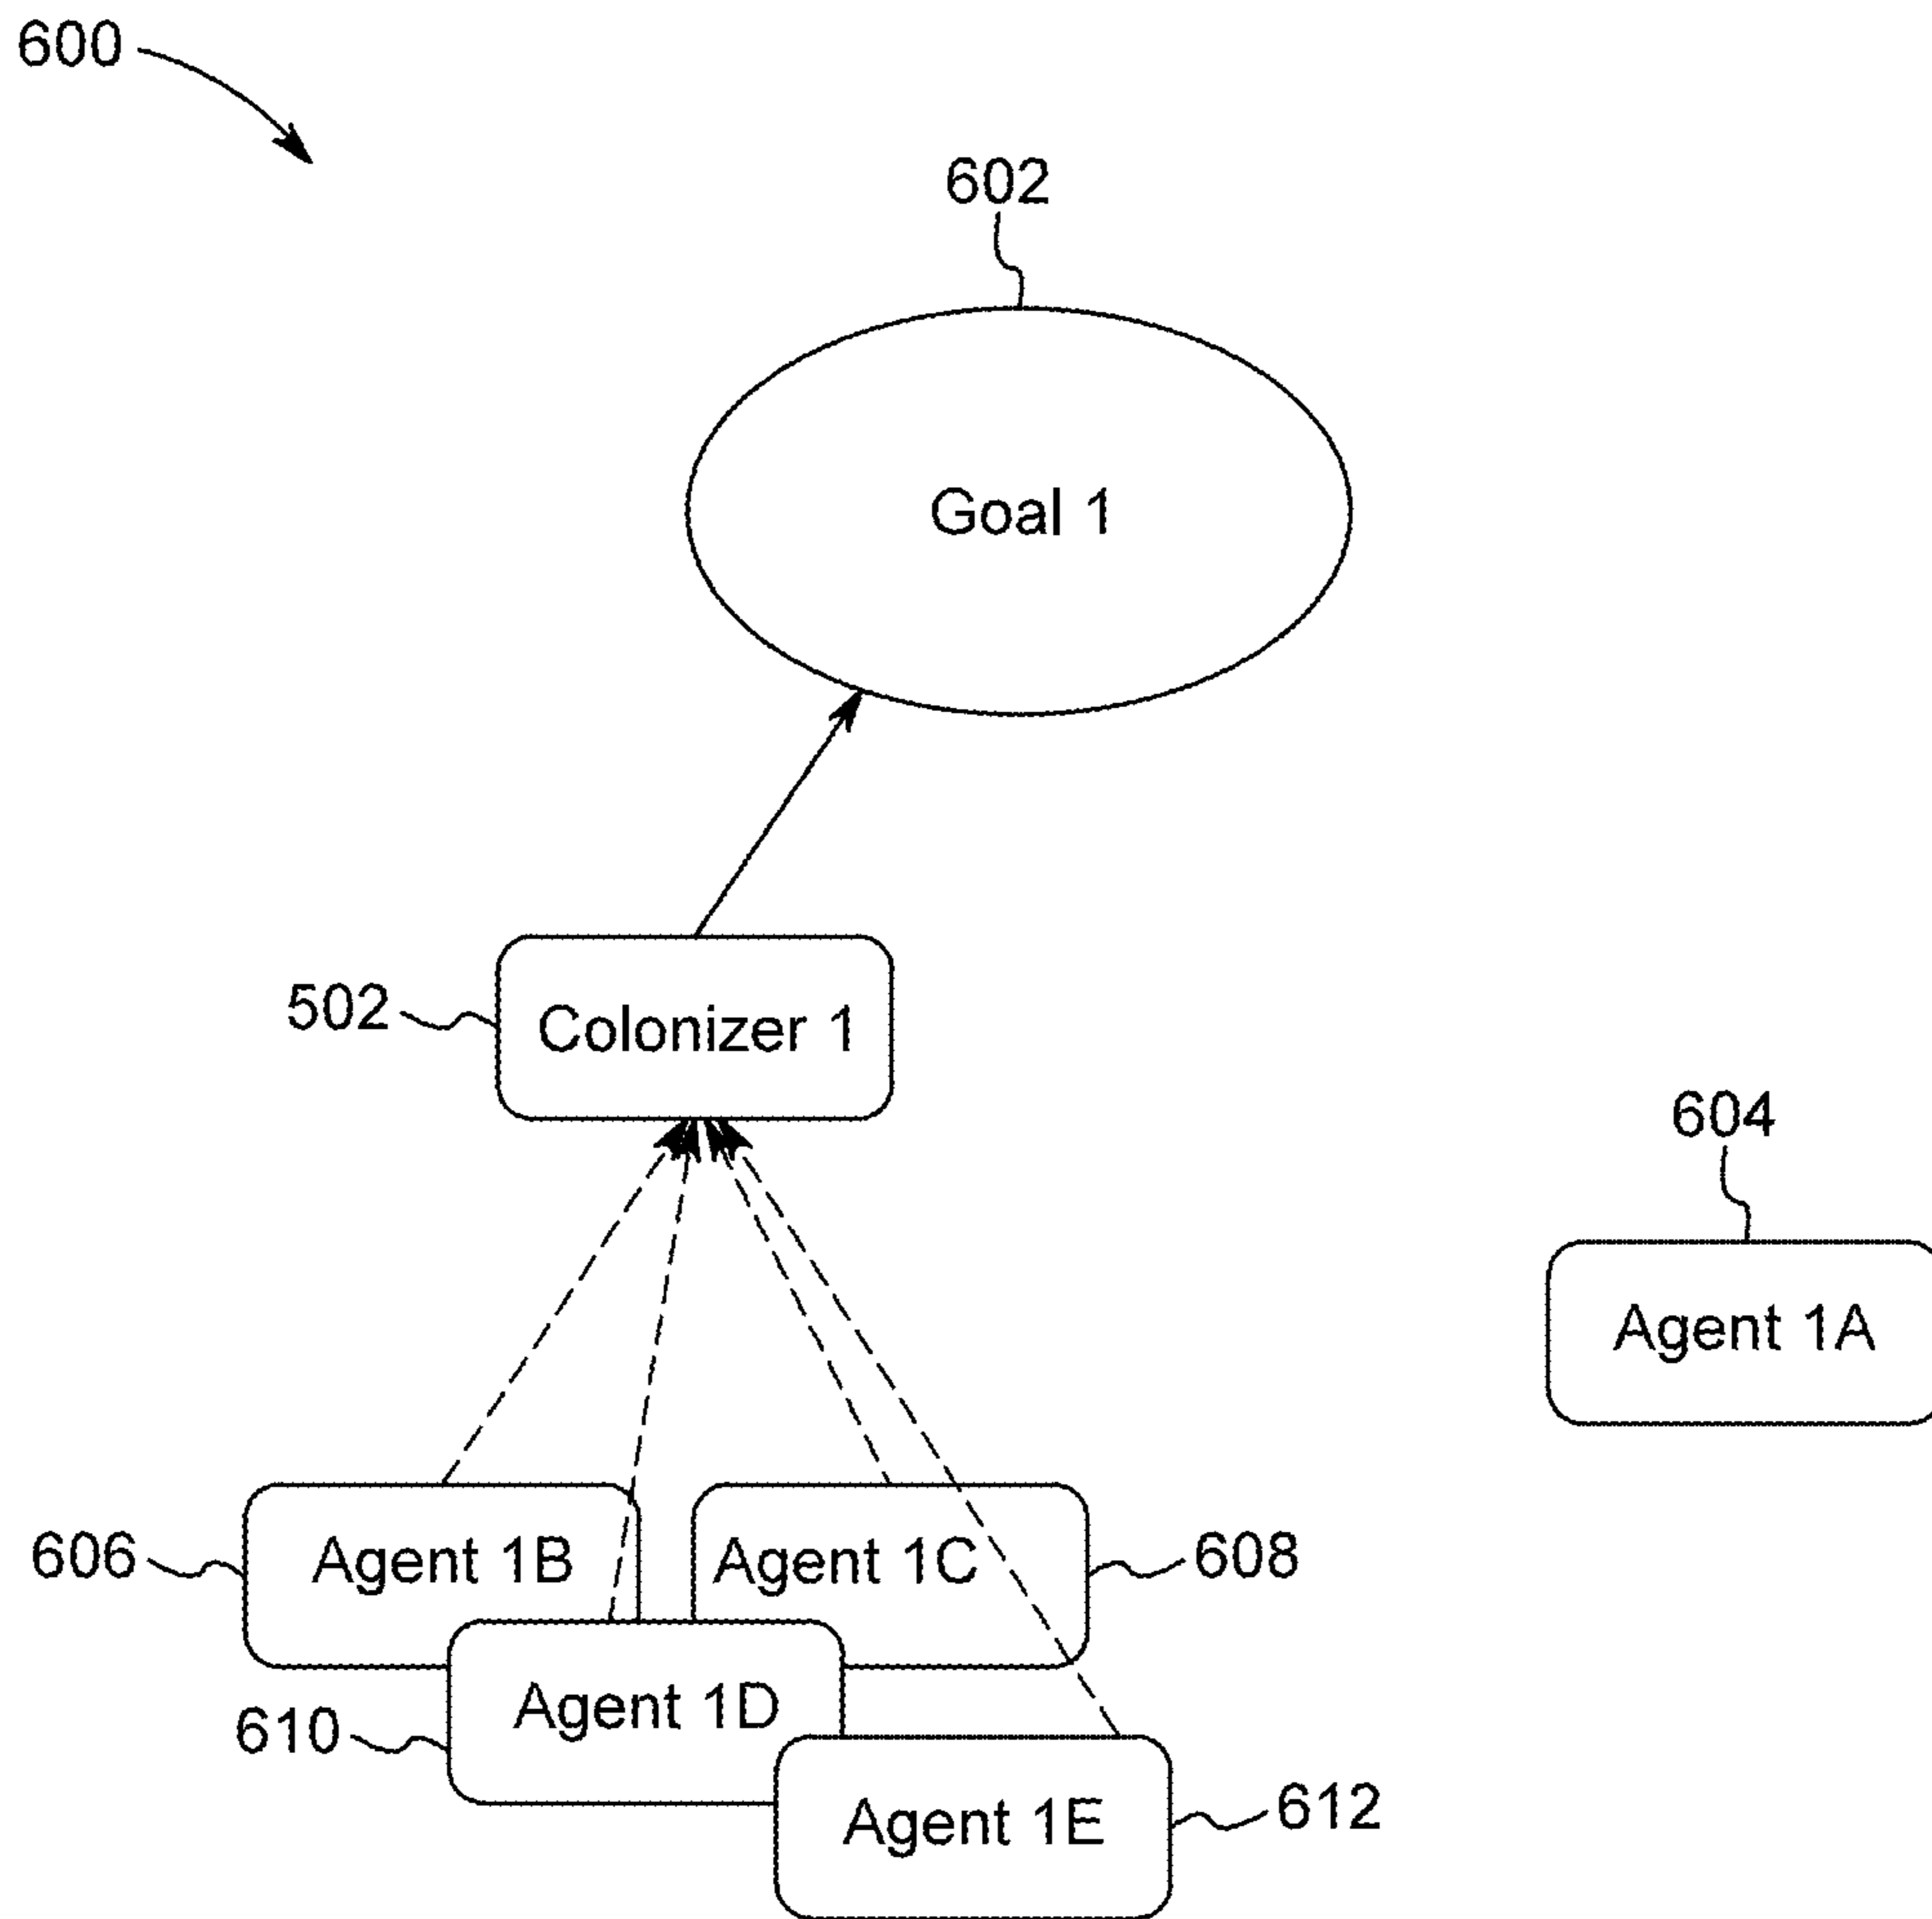 600
602
Goal 1
502
Colonizer 1
604
Agent 1A
606
Agent 1B
Agent 1C
608
610
Agent 1D
Agent 1E
612